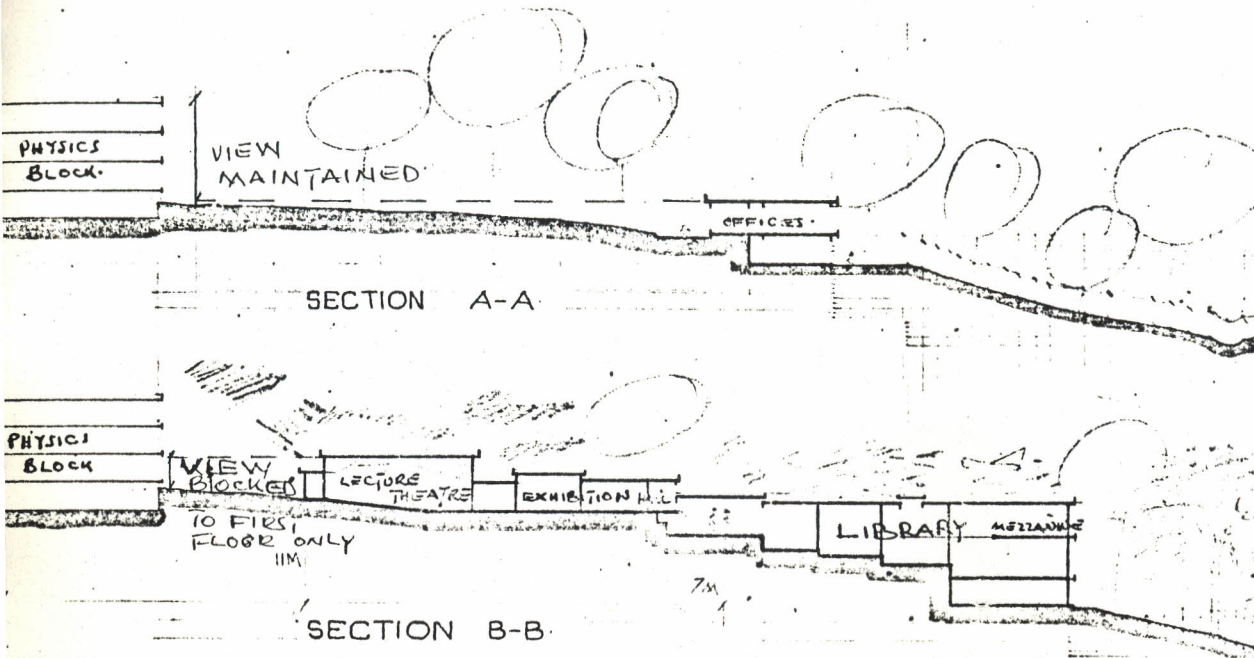 PHYSICS
BLOCK.
VIEW
MAINTAINED
OFFICES.
SECTION A-A.
PHYSICS
BLOCK
VIEW
BLOCKED
TO FIRST
FLOOR ONLY
11M
LECTURE
THEATRE
EXHIBITION
LIBRARY
MEZZANINE
7M
SECTION B-B.